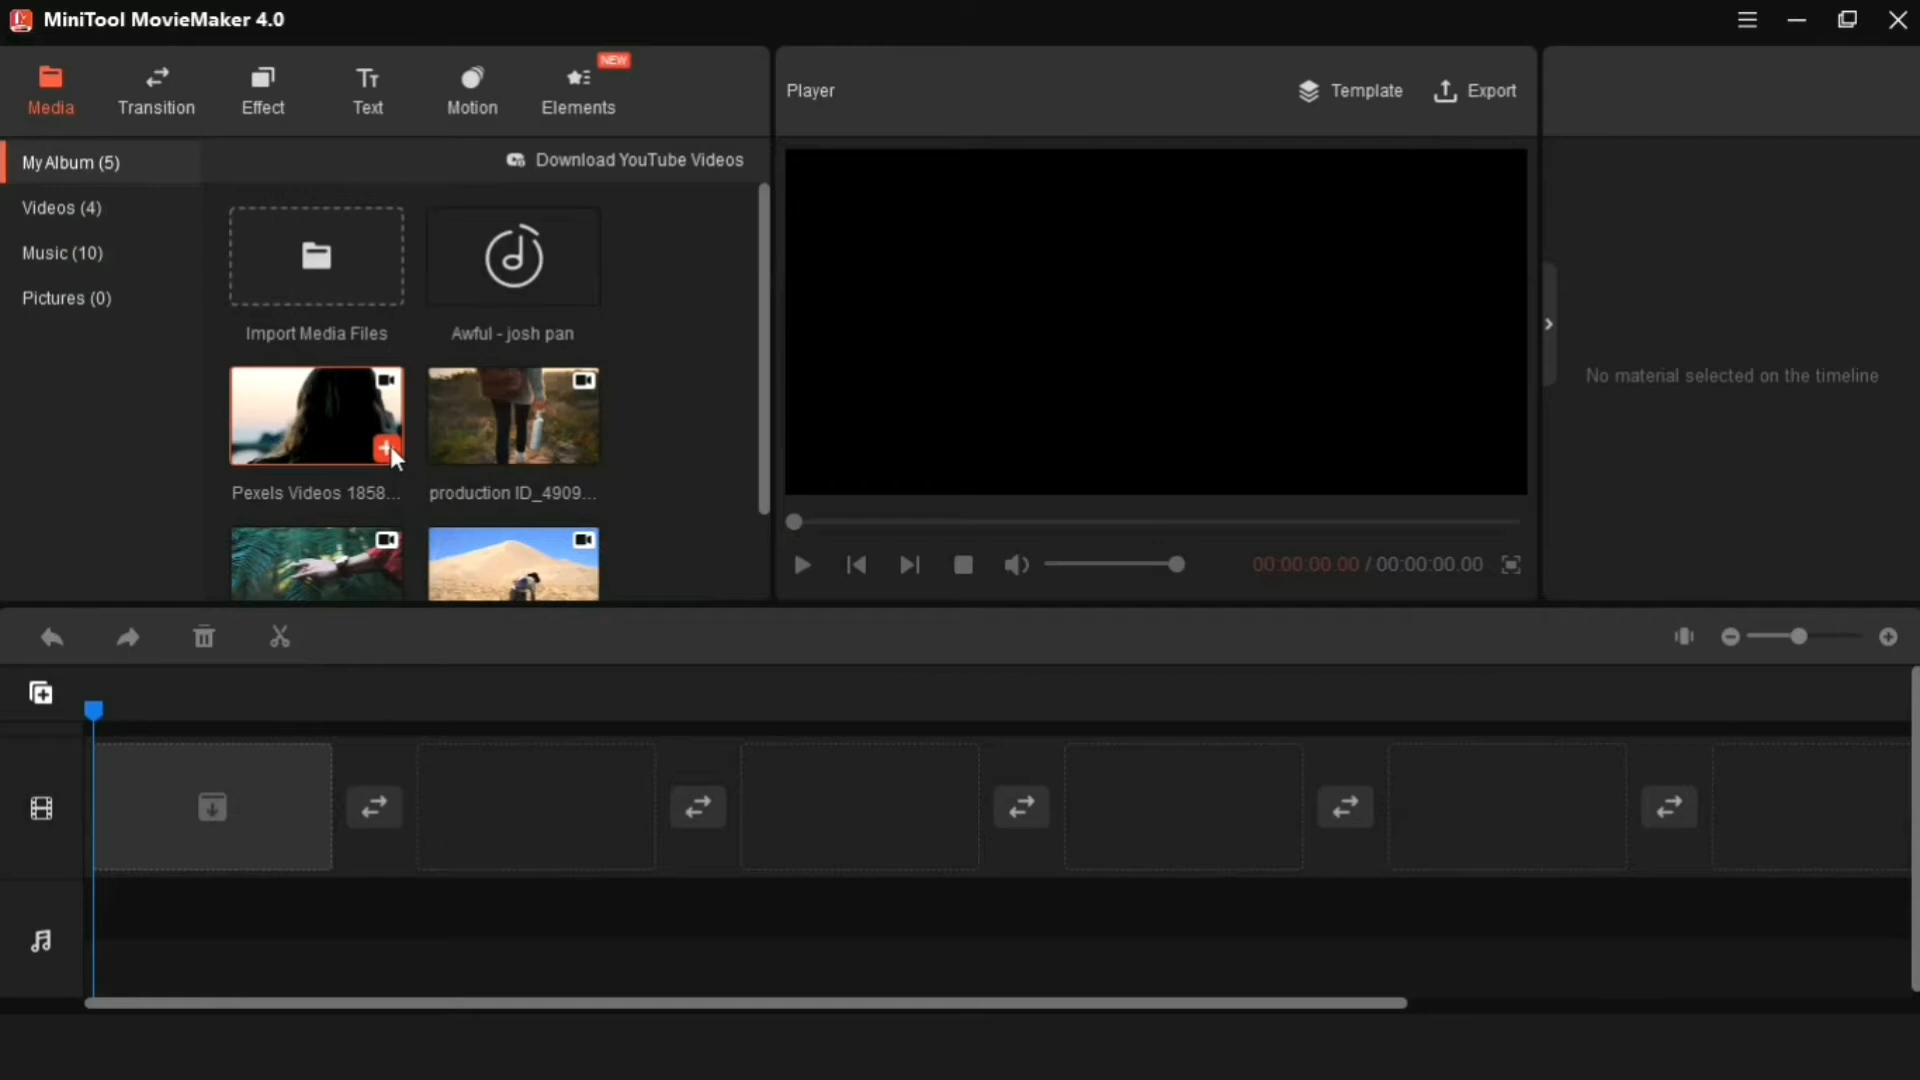 MiniTool MovieMaker 4.0
Media
Transition
Effect
Text
Motion
NEW
Elements
Player
Template
Export
My Album (5)
Videos (4)
Music (10)
Pictures (0)
Download YouTube Videos
Import Media Files
Awful - josh pan
Pexels Videos 1858...
production ID_4909...
No material selected on the timeline
00:00:00.00 / 00:00:00.00